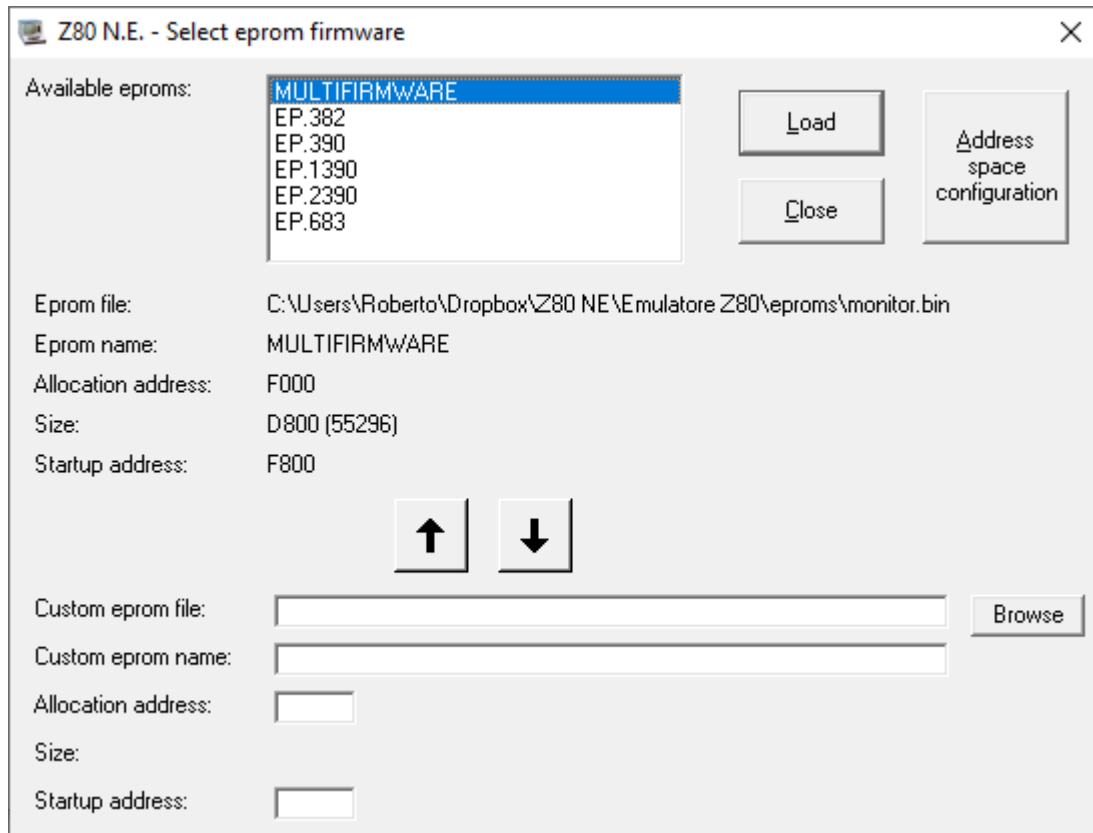 Z80 N.E. - Select eprom firmware
Available eproms:
MULTIFIRMWARE
EP.382
EP.390
EP.1390
EP.2390
EP.683
Load
Close
Address
space
configuration
Eprom file: C:\Users\Roberto\Dropbox\Z80 NE\Emulatore Z80\eproms\monitor.bin
Eprom name: MULTIFIRMWARE
Allocation address: F000
Size: D800 (55296)
Startup address: F800
Custom eprom file:
Browse
Custom eprom name:
Allocation address:
Size:
Startup address: